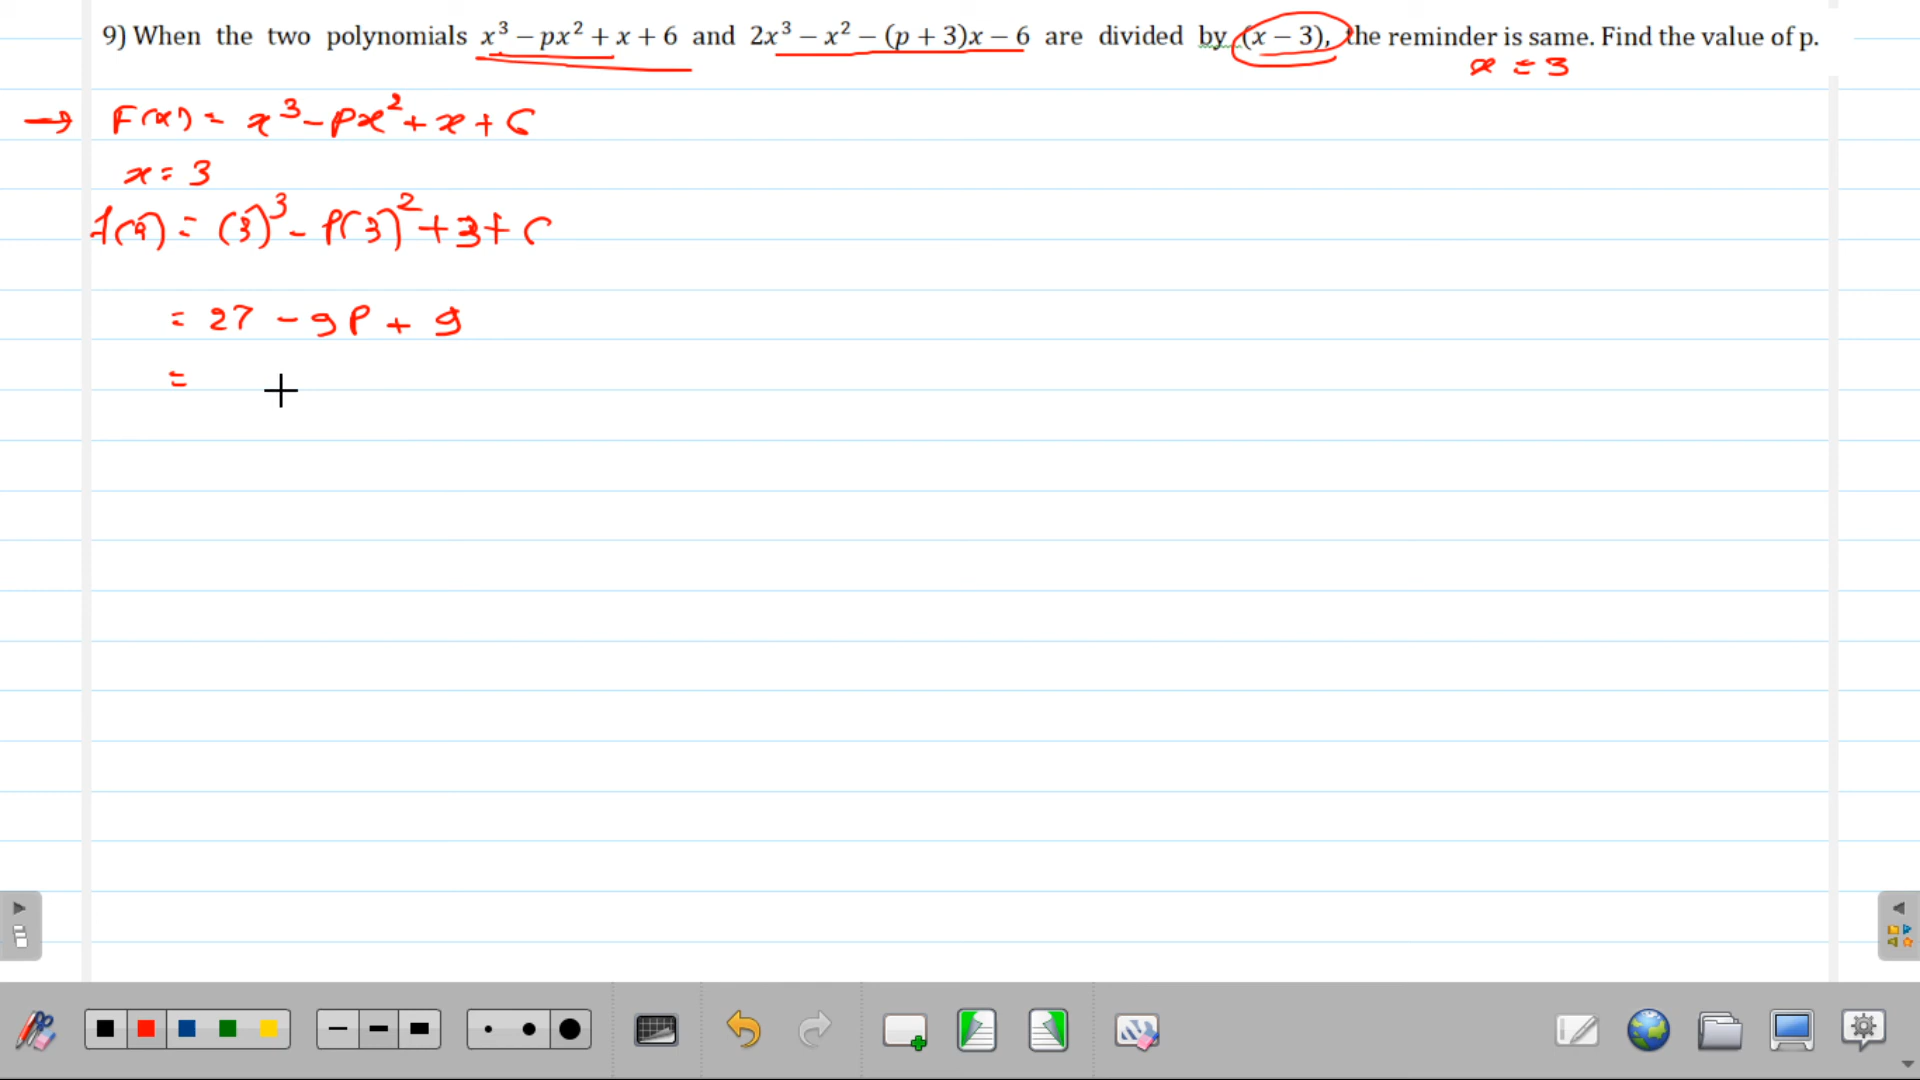 9) When the two polynomials x³ − px² + x + 6 and 2x³ − x² − (p + 3)x − 6 are divided by (x − 3), the reminder is same. Find the value of p.
x = 3
→ F(x) = x³ - Px² + x + 6
x = 3
f(3) = (3)³ - P(3)² + 3 + 6
= 27 - 9P + 9
=